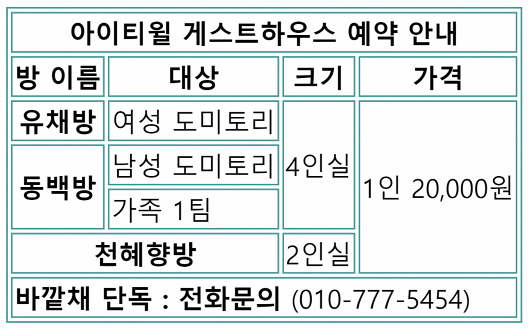 아이티윌 게스트하우스 예약 안내
방 이름 대상 크기 가격
유채방 여성 도미토리 4인실 1인 20,000원
동백방 남성 도미토리
가족 1팀
천혜향방 2인실
바깥채 단독 : 전화문의 (010-777-5454)